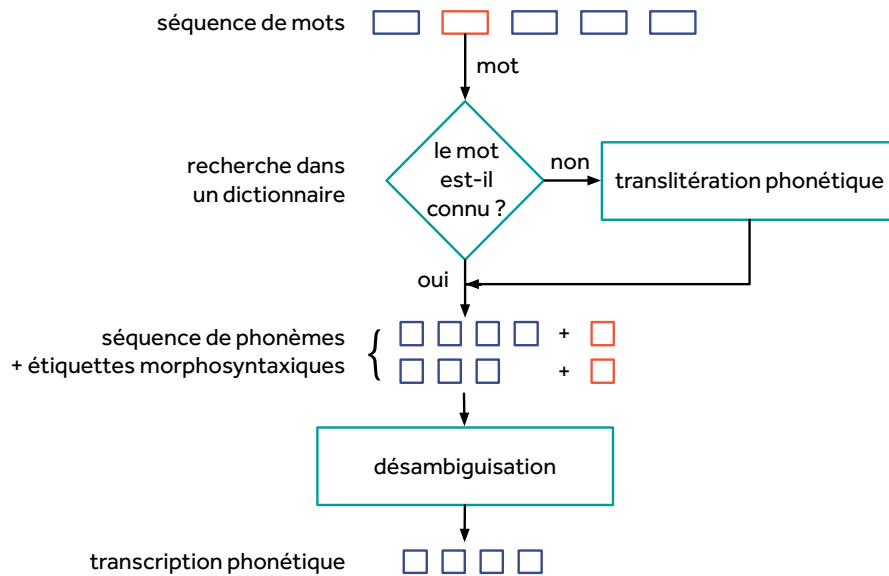 séquence de mots
mot
recherche dans
un dictionnaire
le mot
est-il
connu ?
non
translitération phonétique
oui
séquence de phonèmes
+ étiquettes morphosyntaxiques
+
+
désambiguisation
transcription phonétique